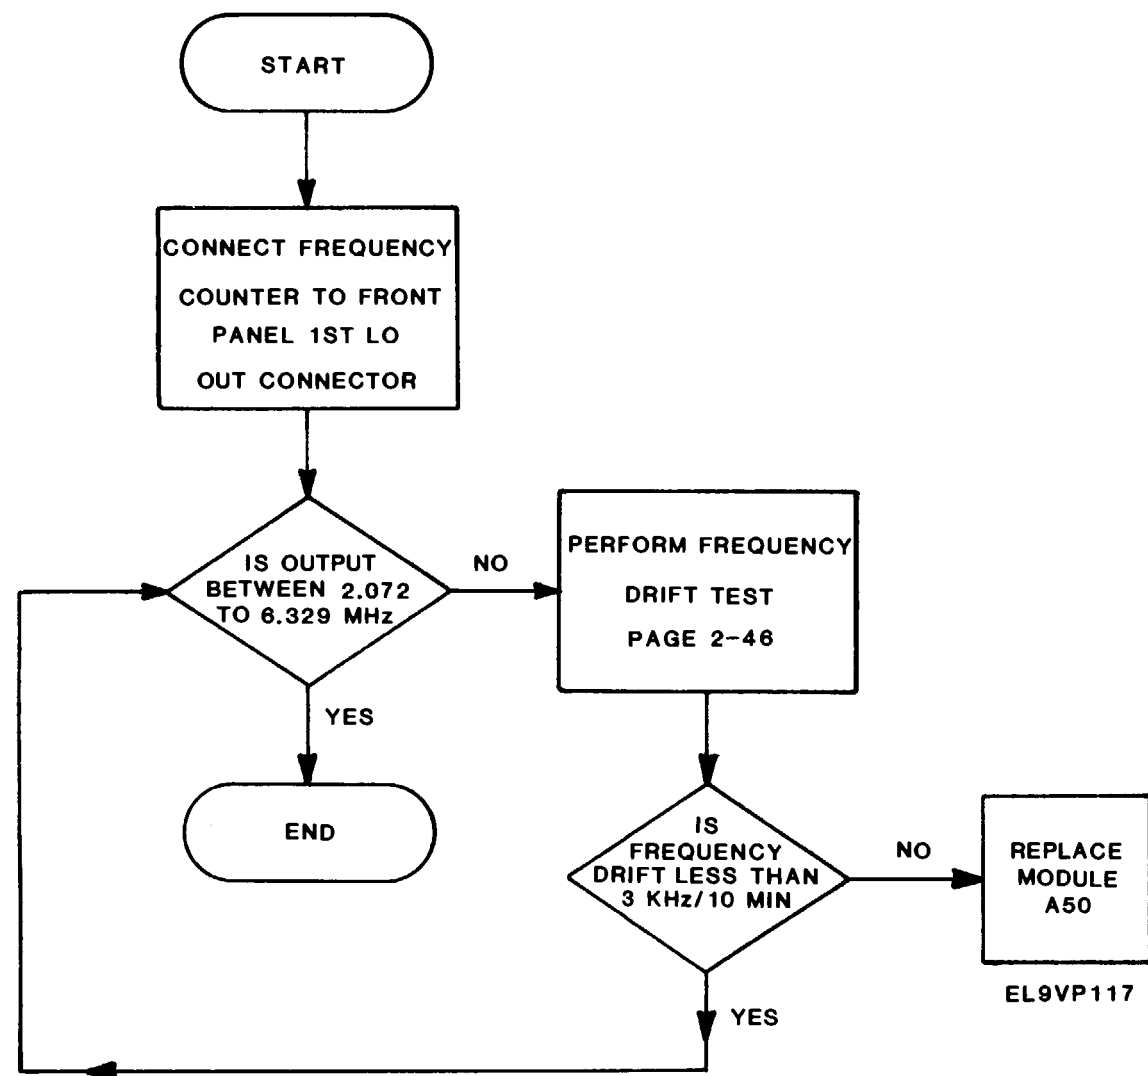 START
CONNECT FREQUENCY
COUNTER TO FRONT
PANEL 1ST LO
OUT CONNECTOR
IS OUTPUT
BETWEEN 2.072
TO 6.329 MHz
NO
YES
END
PERFORM FREQUENCY
DRIFT TEST
PAGE 2-46
IS
FREQUENCY
DRIFT LESS THAN
3 KHz/10 MIN
NO
YES
REPLACE
MODULE
A50
EL9VP117